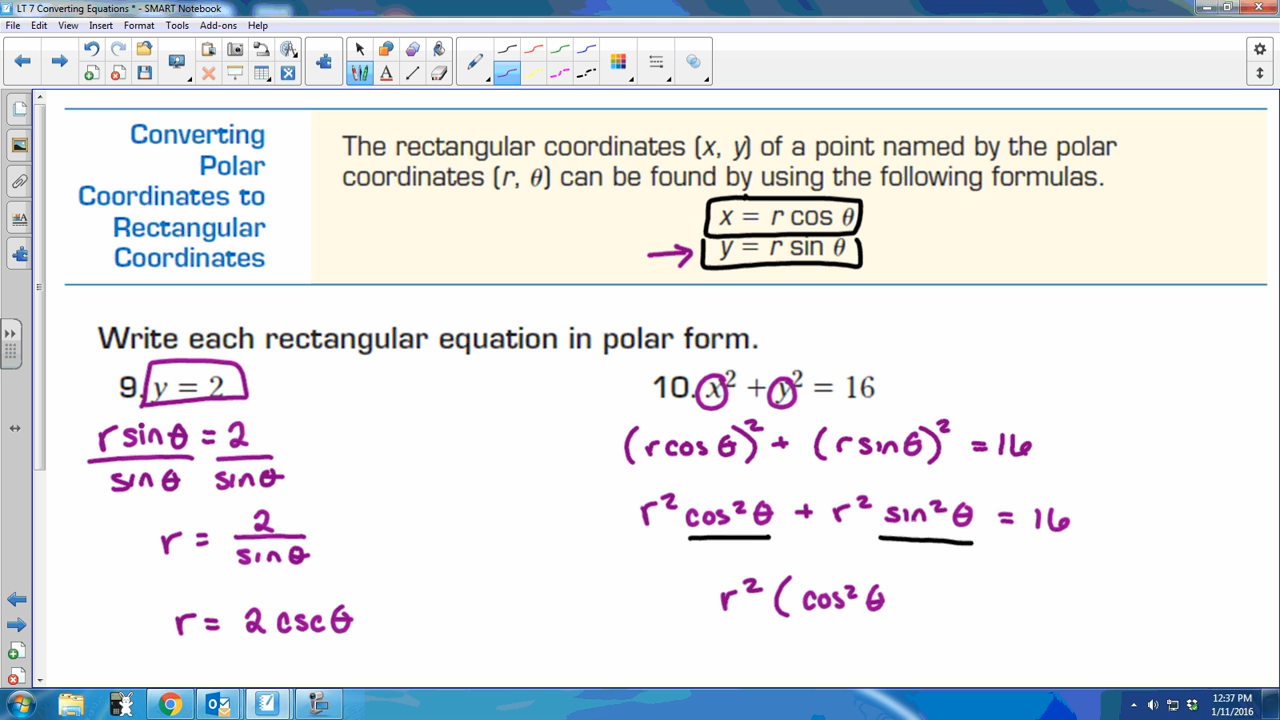 LT 7 Converting Equations * - SMART Notebook
File Edit View Insert Format Tools Add-ons Help
Converting
Polar
Coordinates to
Rectangular
Coordinates
The rectangular coordinates (x, y) of a point named by the polar
coordinates (r, θ) can be found by using the following formulas.
x = r cos θ
→ y = r sin θ
Write each rectangular equation in polar form.
9. y = 2
r sin θ = 2
sin θ sin θ
r = 2
sin θ
r = 2 csc θ
10. x² + y² = 16
(r cos θ)² + (r sin θ)² = 16
r² cos² θ + r² sin² θ = 16
r² ( cos² θ
12:37 PM
1/11/2016